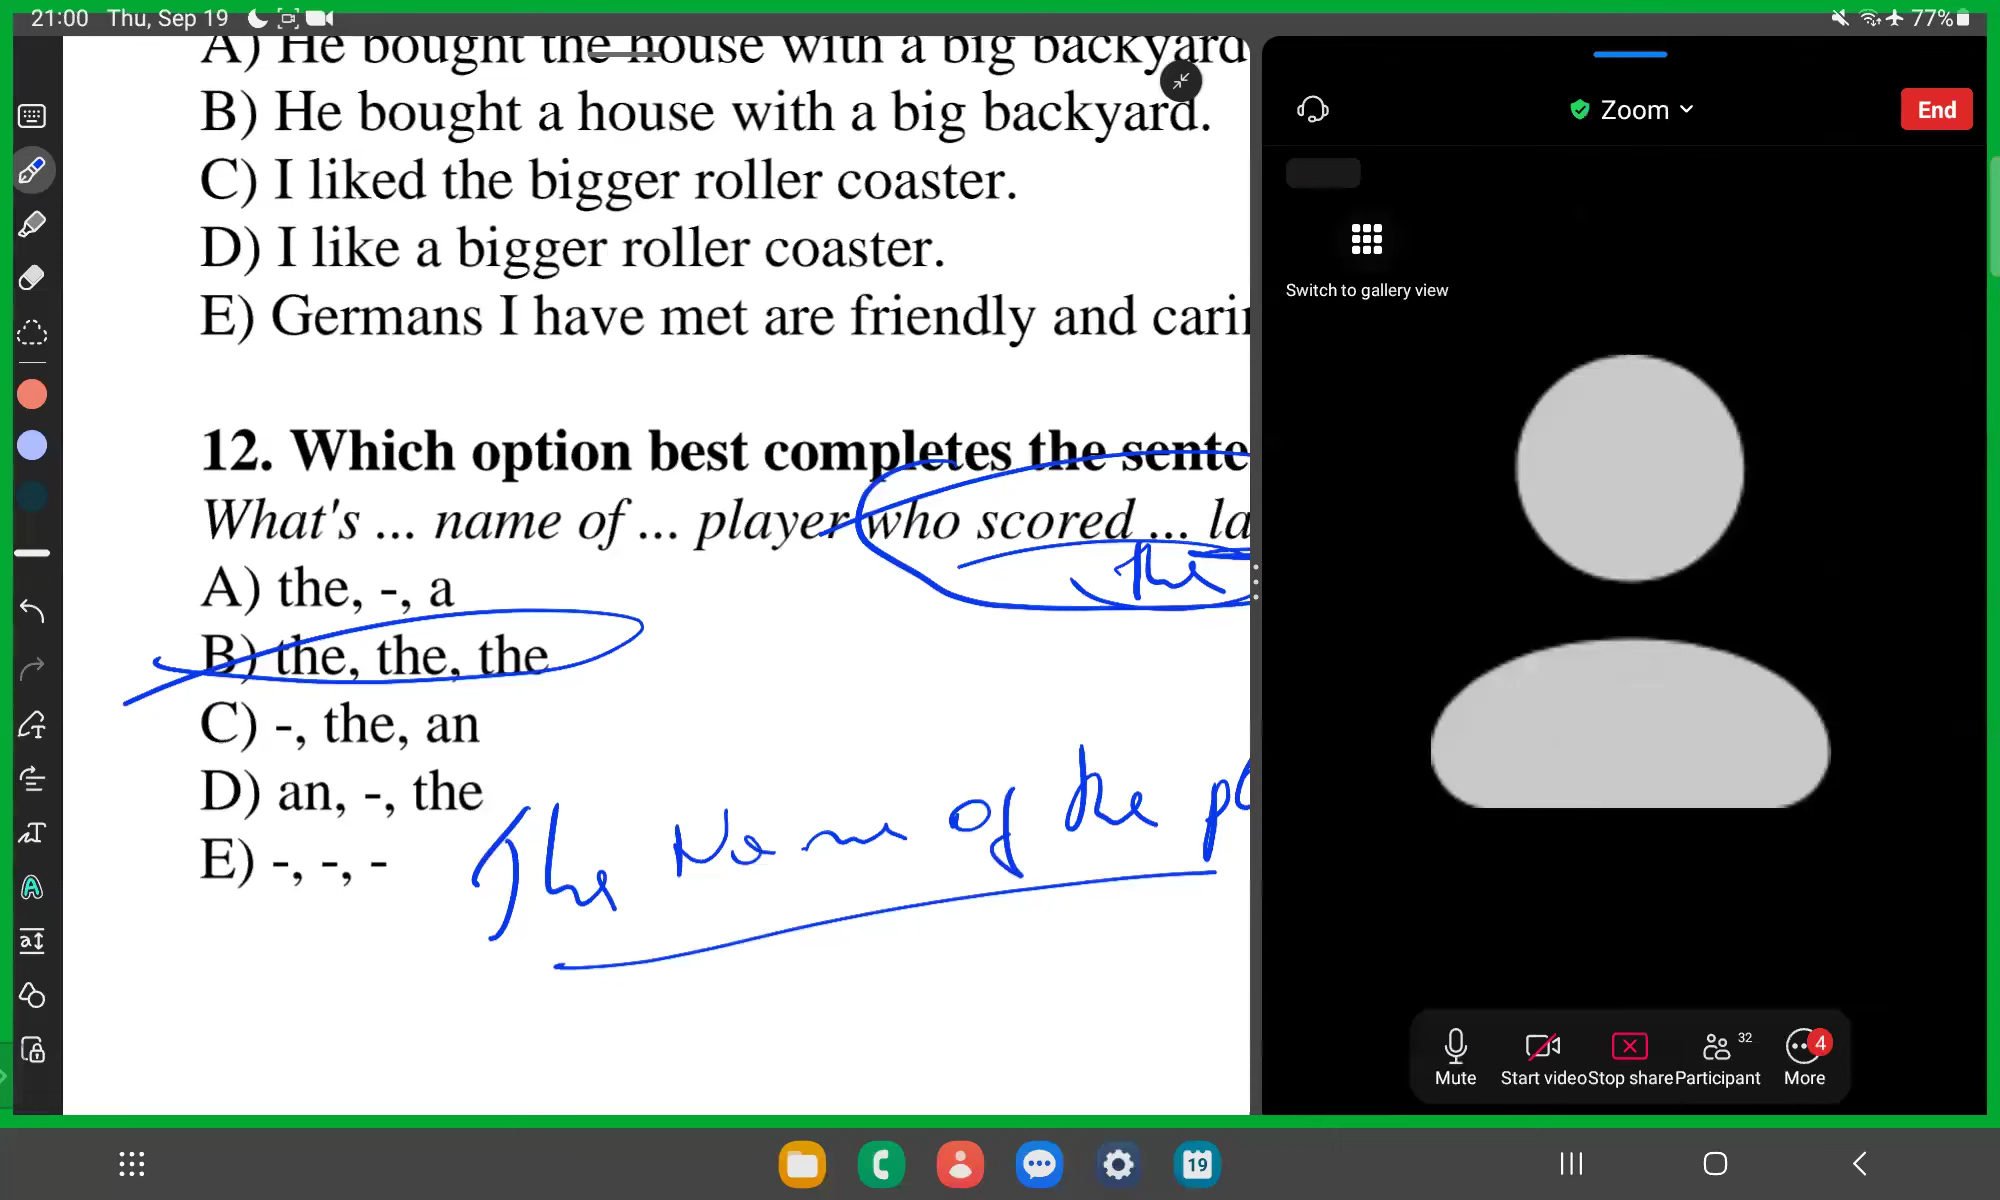 21:00 Thu, Sep 19
77%
A) He bought the house with a big backyard
B) He bought a house with a big backyard.
C) I liked the bigger roller coaster.
D) I like a bigger roller coaster.
E) Germans I have met are friendly and cari
12. Which option best completes the sente
What's ... name of ... player who scored ... la
the
A) the, -, a
B) the, the, the
C) -, the, an
D) an, -, the
E) -, -, -
The Name of the pl
Zoom
End
Switch to gallery view
Mute
Start video
Stop share
Participant
32
More
4
19